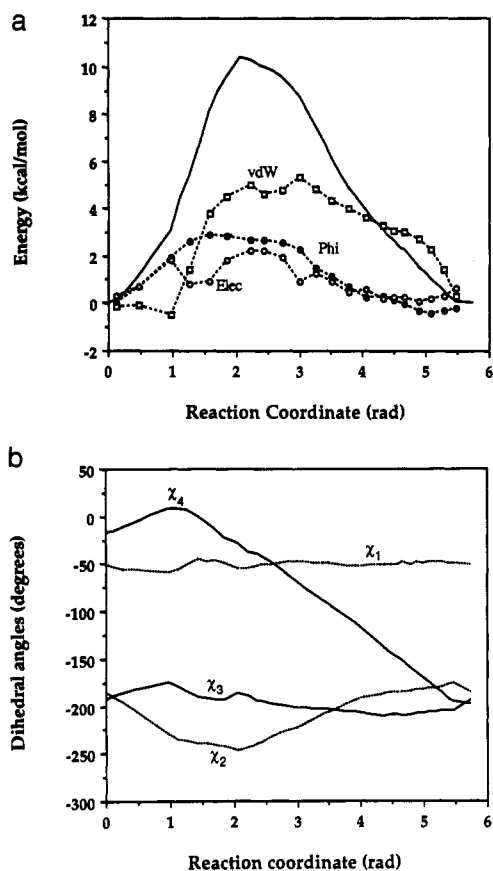 a
12
10
8
6
4
2
0
-2
Energy (kcal/mol)
vdW
Phi
Elec
0 1 2 3 4 5 6
Reaction Coordinate (rad)
b
50
0
-50
-100
-150
-200
-250
-300
Dihedral angles (degrees)
χ4
χ1
χ3
χ2
0 1 2 3 4 5 6
Reaction coordinate (rad)